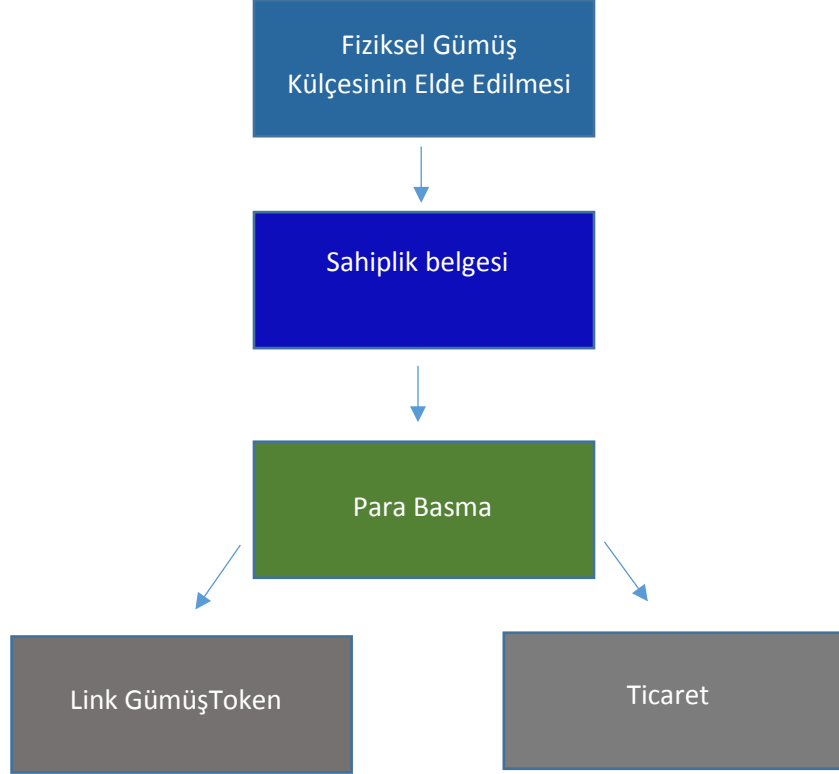 Fiziksel Gümüş
Külçesinin Elde Edilmesi
Sahiplik belgesi
Para Basma
Link GümüşToken
Ticaret